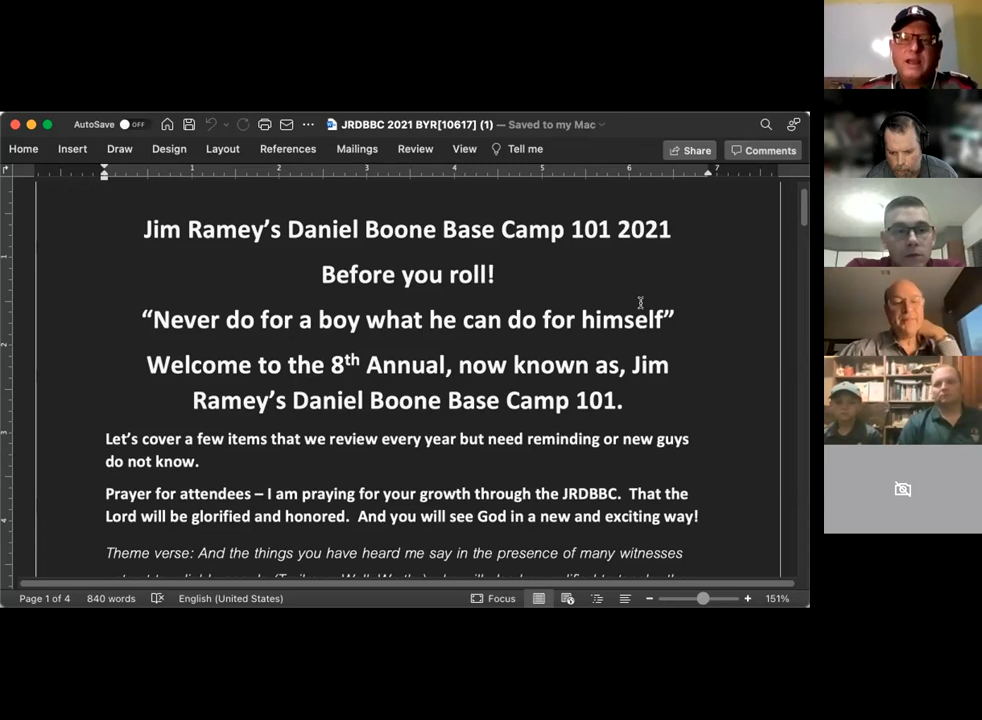 AutoSave OFF JRDBBC 2021 BYR[10617] (1) — Saved to my Mac
Home Insert Draw Design Layout References Mailings Review View Tell me Share Comments
1 2 3 4 5 6 7
Jim Ramey’s Daniel Boone Base Camp 101 2021
Before you roll!
“Never do for a boy what he can do for himself”
Welcome to the 8th Annual, now known as, Jim
Ramey’s Daniel Boone Base Camp 101.
Let’s cover a few items that we review every year but need reminding or new guys
do not know.
Prayer for attendees – I am praying for your growth through the JRDBBC.  That the
Lord will be glorified and honored.  And you will see God in a new and exciting way!
Theme verse: And the things you have heard me say in the presence of many witnesses
Page 1 of 4 840 words English (United States) Focus 151%